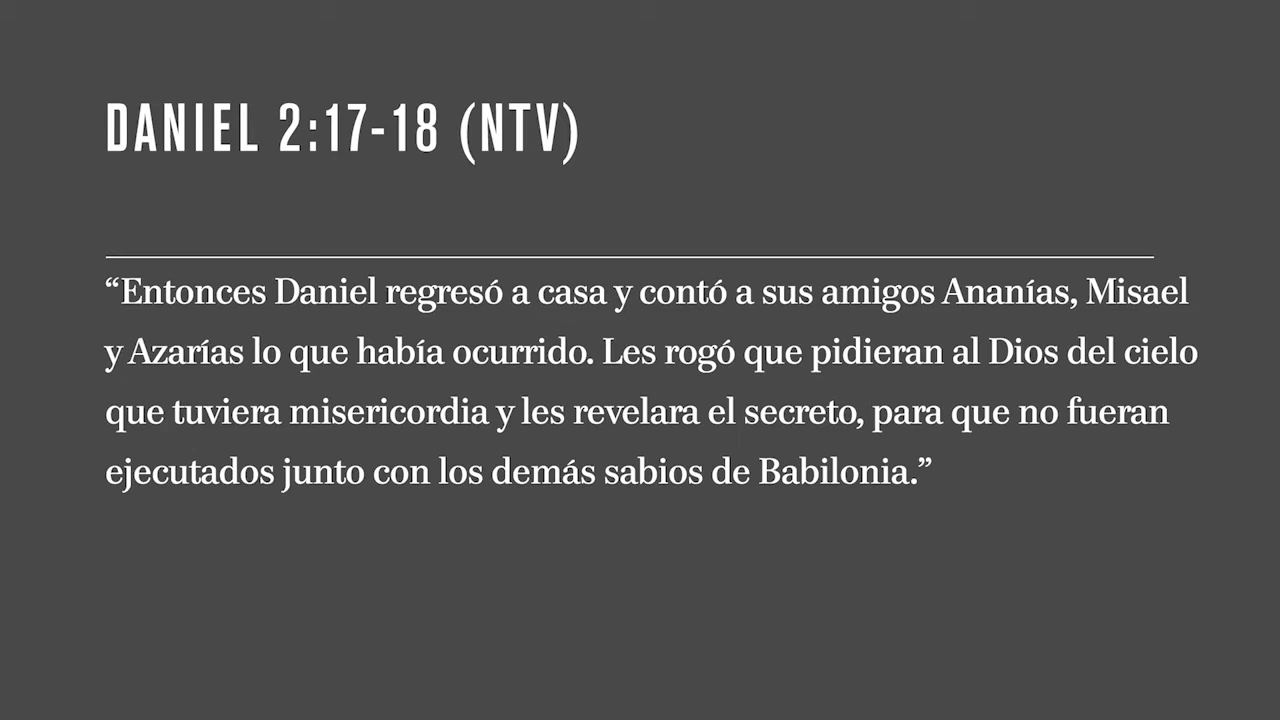 DANIEL 2:17-18 (NTV)
“Entonces Daniel regresó a casa y contó a sus amigos Ananías, Misael
y Azarías lo que había ocurrido. Les rogó que pidieran al Dios del cielo
que tuviera misericordia y les revelara el secreto, para que no fueran
ejecutados junto con los demás sabios de Babilonia.”